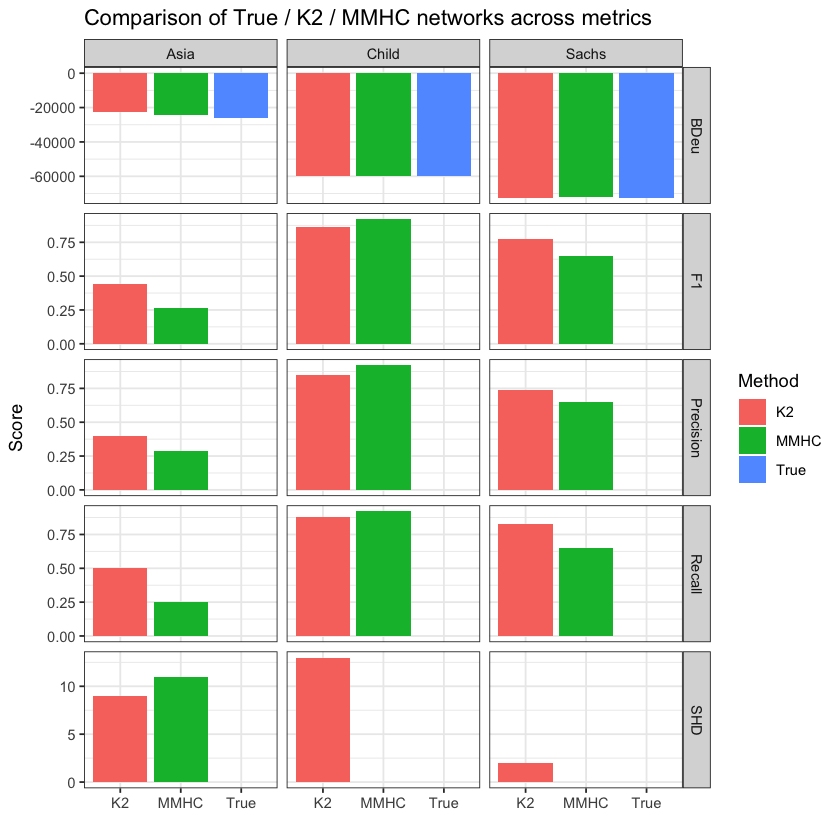 Comparison of True / K2 / MMHC networks across metrics
Asia Child Sachs
0
-20000
-40000
-60000
BDeu
0.75
0.50
0.25
0.00
F1
0.75
0.50
0.25
0.00
Precision
0.75
0.50
0.25
0.00
Recall
10
5
0
SHD
K2 MMHC True K2 MMHC True K2 MMHC True
Score
Method
K2
MMHC
True